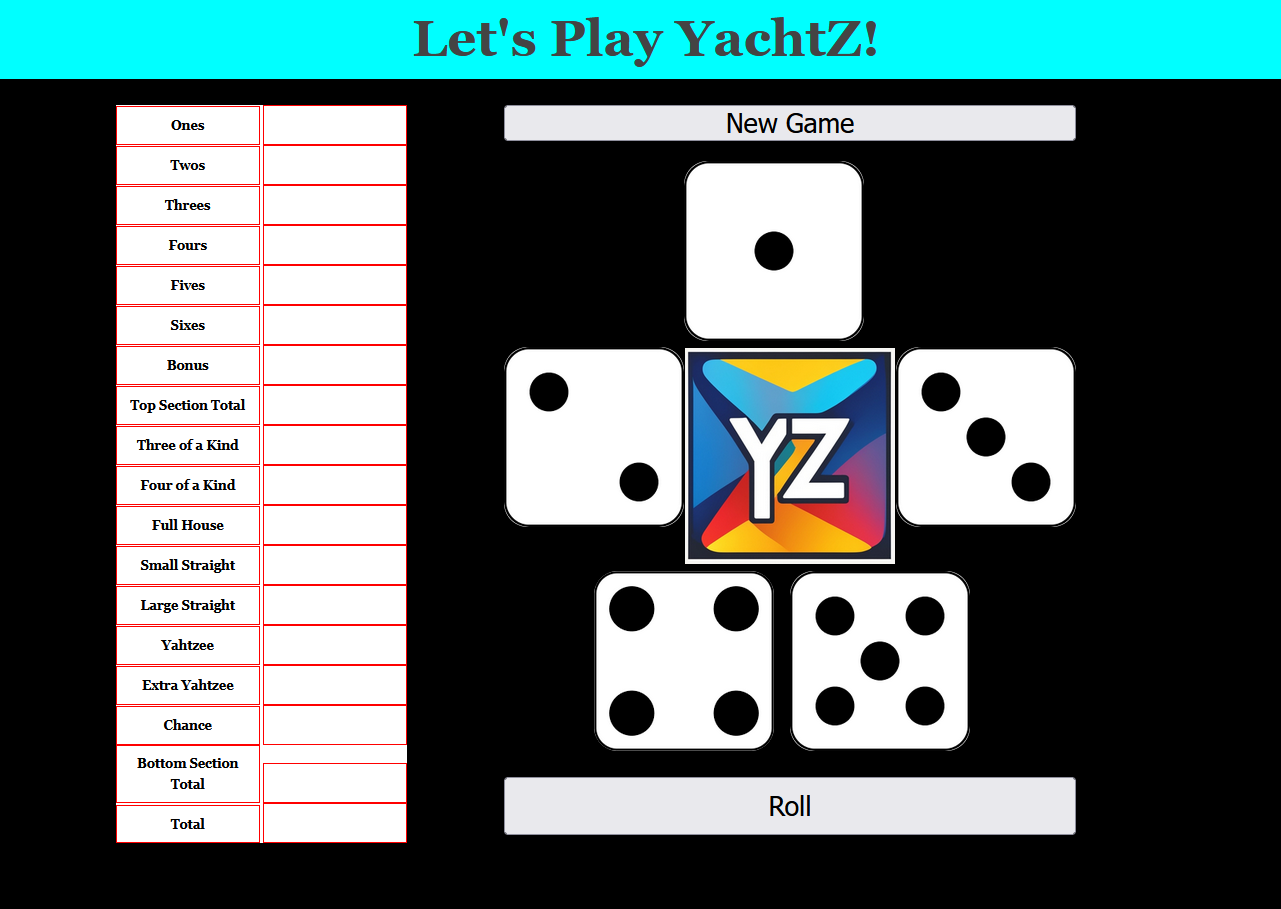 Let's Play YachtZ!
Ones
Twos
Threes
Fours
Fives
Sixes
Bonus
Top Section Total
Three of a Kind
Four of a Kind
Full House
Small Straight
Large Straight
Yahtzee
Extra Yahtzee
Chance
Bottom Section
Total
Total
New Game
YZ
Roll